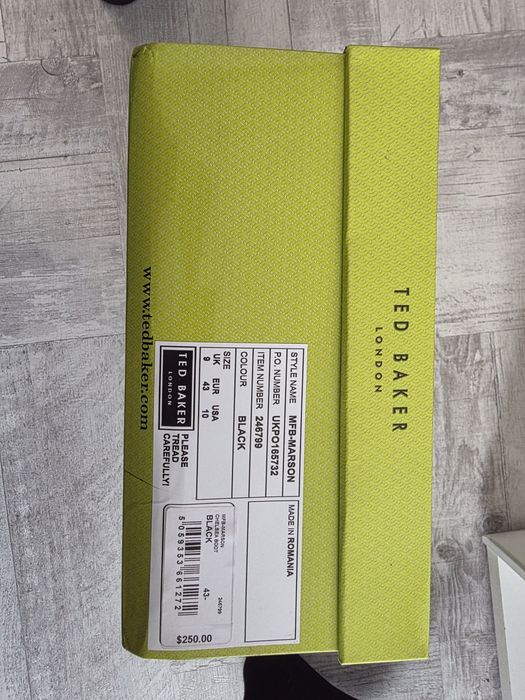 TED BAKER
LONDON
STYLE NAME MFB-MARSON
P.O. NUMBER UKPO165732
ITEM NUMBER 246799
COLOUR BLACK
SIZE
UK EUR USA
9 43 10
MADE IN ROMANIA
TED BAKER
LONDON
PLEASE
TREAD
CAREFULLY!
MFB-MARSON 246799
CHELSEA BOOT
BLACK 43-
5 059353 661272
$250.00
www.tedbaker.com